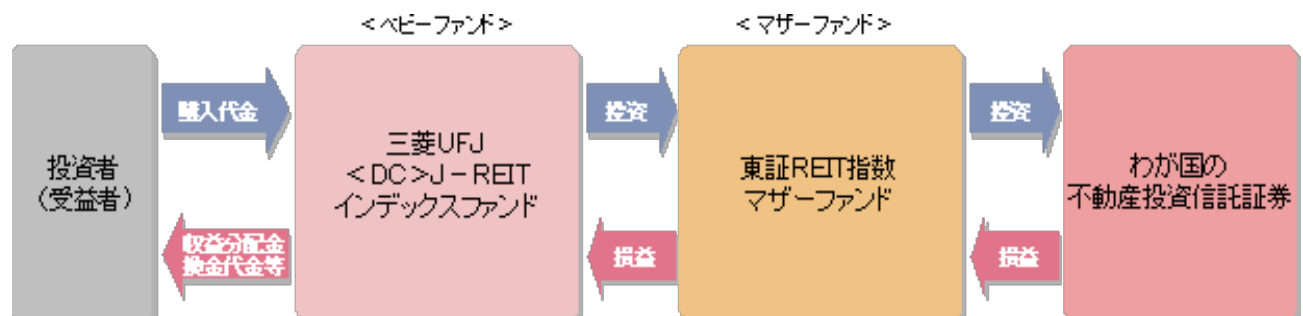 <ベビーファンド>
<マザーファンド>
投資者
(受益者)
購入代金
収益分配金
換金代金等
三菱UFJ
<DC>J-REIT
インデックスファンド
投資
損益
東証REIT指数
マザーファンド
投資
損益
わが国の
不動産投資信託証券